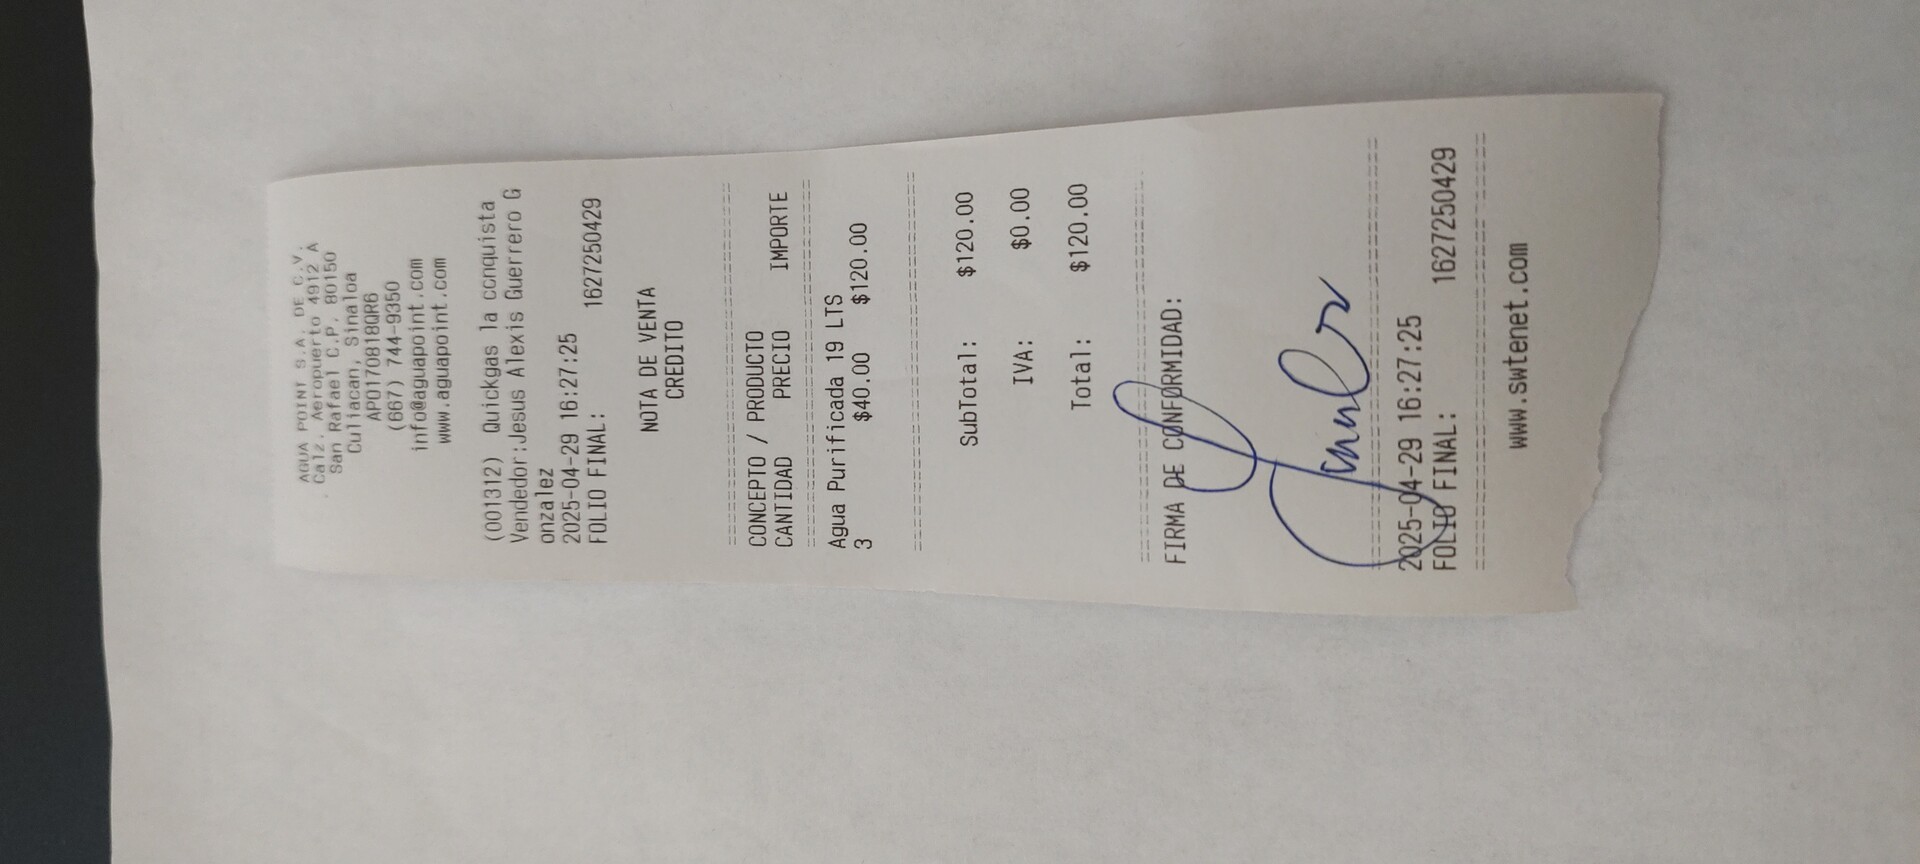 AGUA POINT S.A. DE C.V.
Calz. Aeropuerto 4912 A
San Rafael C.P. 80150
Culiacan, Sinaloa
APO170818QR6
(667) 744-9350
info@aguapoint.com
www.aguapoint.com
(001312) Quickgas la conquista
Vendedor:Jesus Alexis Guerrero G
onzalez
2025-04-29 16:27:25
FOLIO FINAL: 1627250429
NOTA DE VENTA
CREDITO
CONCEPTO / PRODUCTO
CANTIDAD PRECIO IMPORTE
Agua Purificada 19 LTS
3 $40.00 $120.00
SubTotal: $120.00
IVA: $0.00
Total: $120.00
FIRMA DE CONFORMIDAD:
2025-04-29 16:27:25
FOLIO FINAL: 1627250429
www.swtenet.com